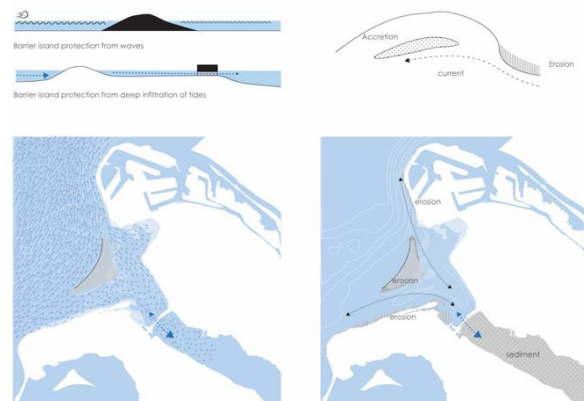 Barrier island protection from waves
Barrier island protection from deep infiltration of tides
Accretion
Erosion
current
erosion
erosion
erosion
sediment